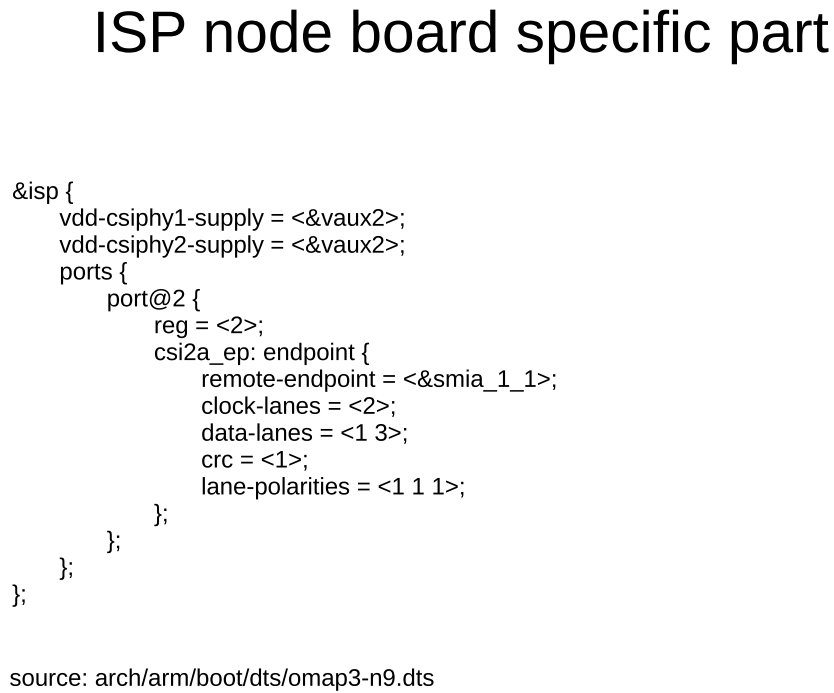 ISP node board specific part
&isp {
vdd-csiphy1-supply = <&vaux2>;
vdd-csiphy2-supply = <&vaux2>;
ports {
port@2 {
reg = <2>;
csi2a_ep: endpoint {
remote-endpoint = <&smia_1_1>;
clock-lanes = <2>;
data-lanes = <1 3>;
crc = <1>;
lane-polarities = <1 1 1>;
};
};
};
};
source: arch/arm/boot/dts/omap3-n9.dts